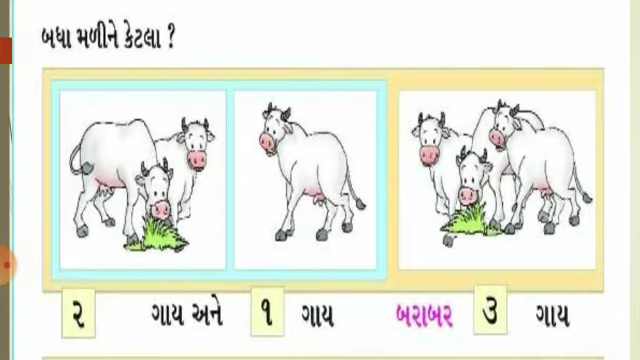 બધા મળીને કેટલા ?
૨ ગાય અને ૧ ગાય બરાબર ૩ ગાય